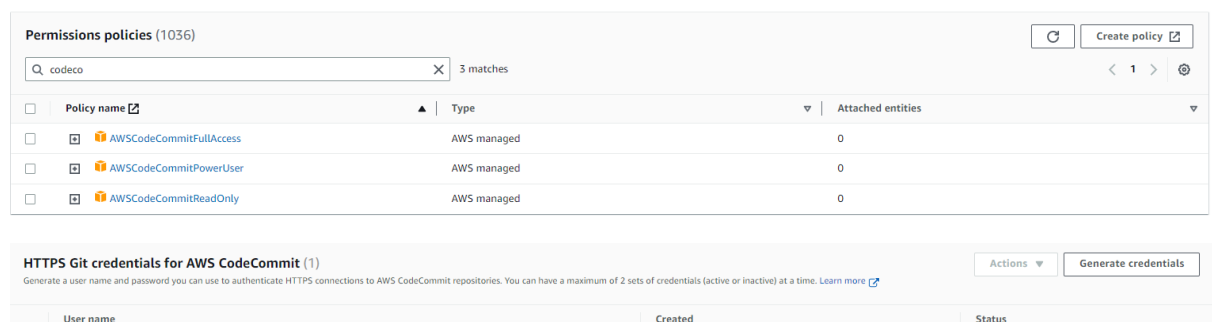 Permissions policies (1036)
Create policy
codeco
3 matches
1
Policy name
Type
Attached entities
AWSCodeCommitFullAccess
AWS managed
0
AWSCodeCommitPowerUser
AWS managed
0
AWSCodeCommitReadOnly
AWS managed
0
HTTPS Git credentials for AWS CodeCommit (1)
Actions
Generate credentials
Generate a user name and password you can use to authenticate HTTPS connections to AWS CodeCommit repositories. You can have a maximum of 2 sets of credentials (active or inactive) at a time. Learn more
User name
Created
Status